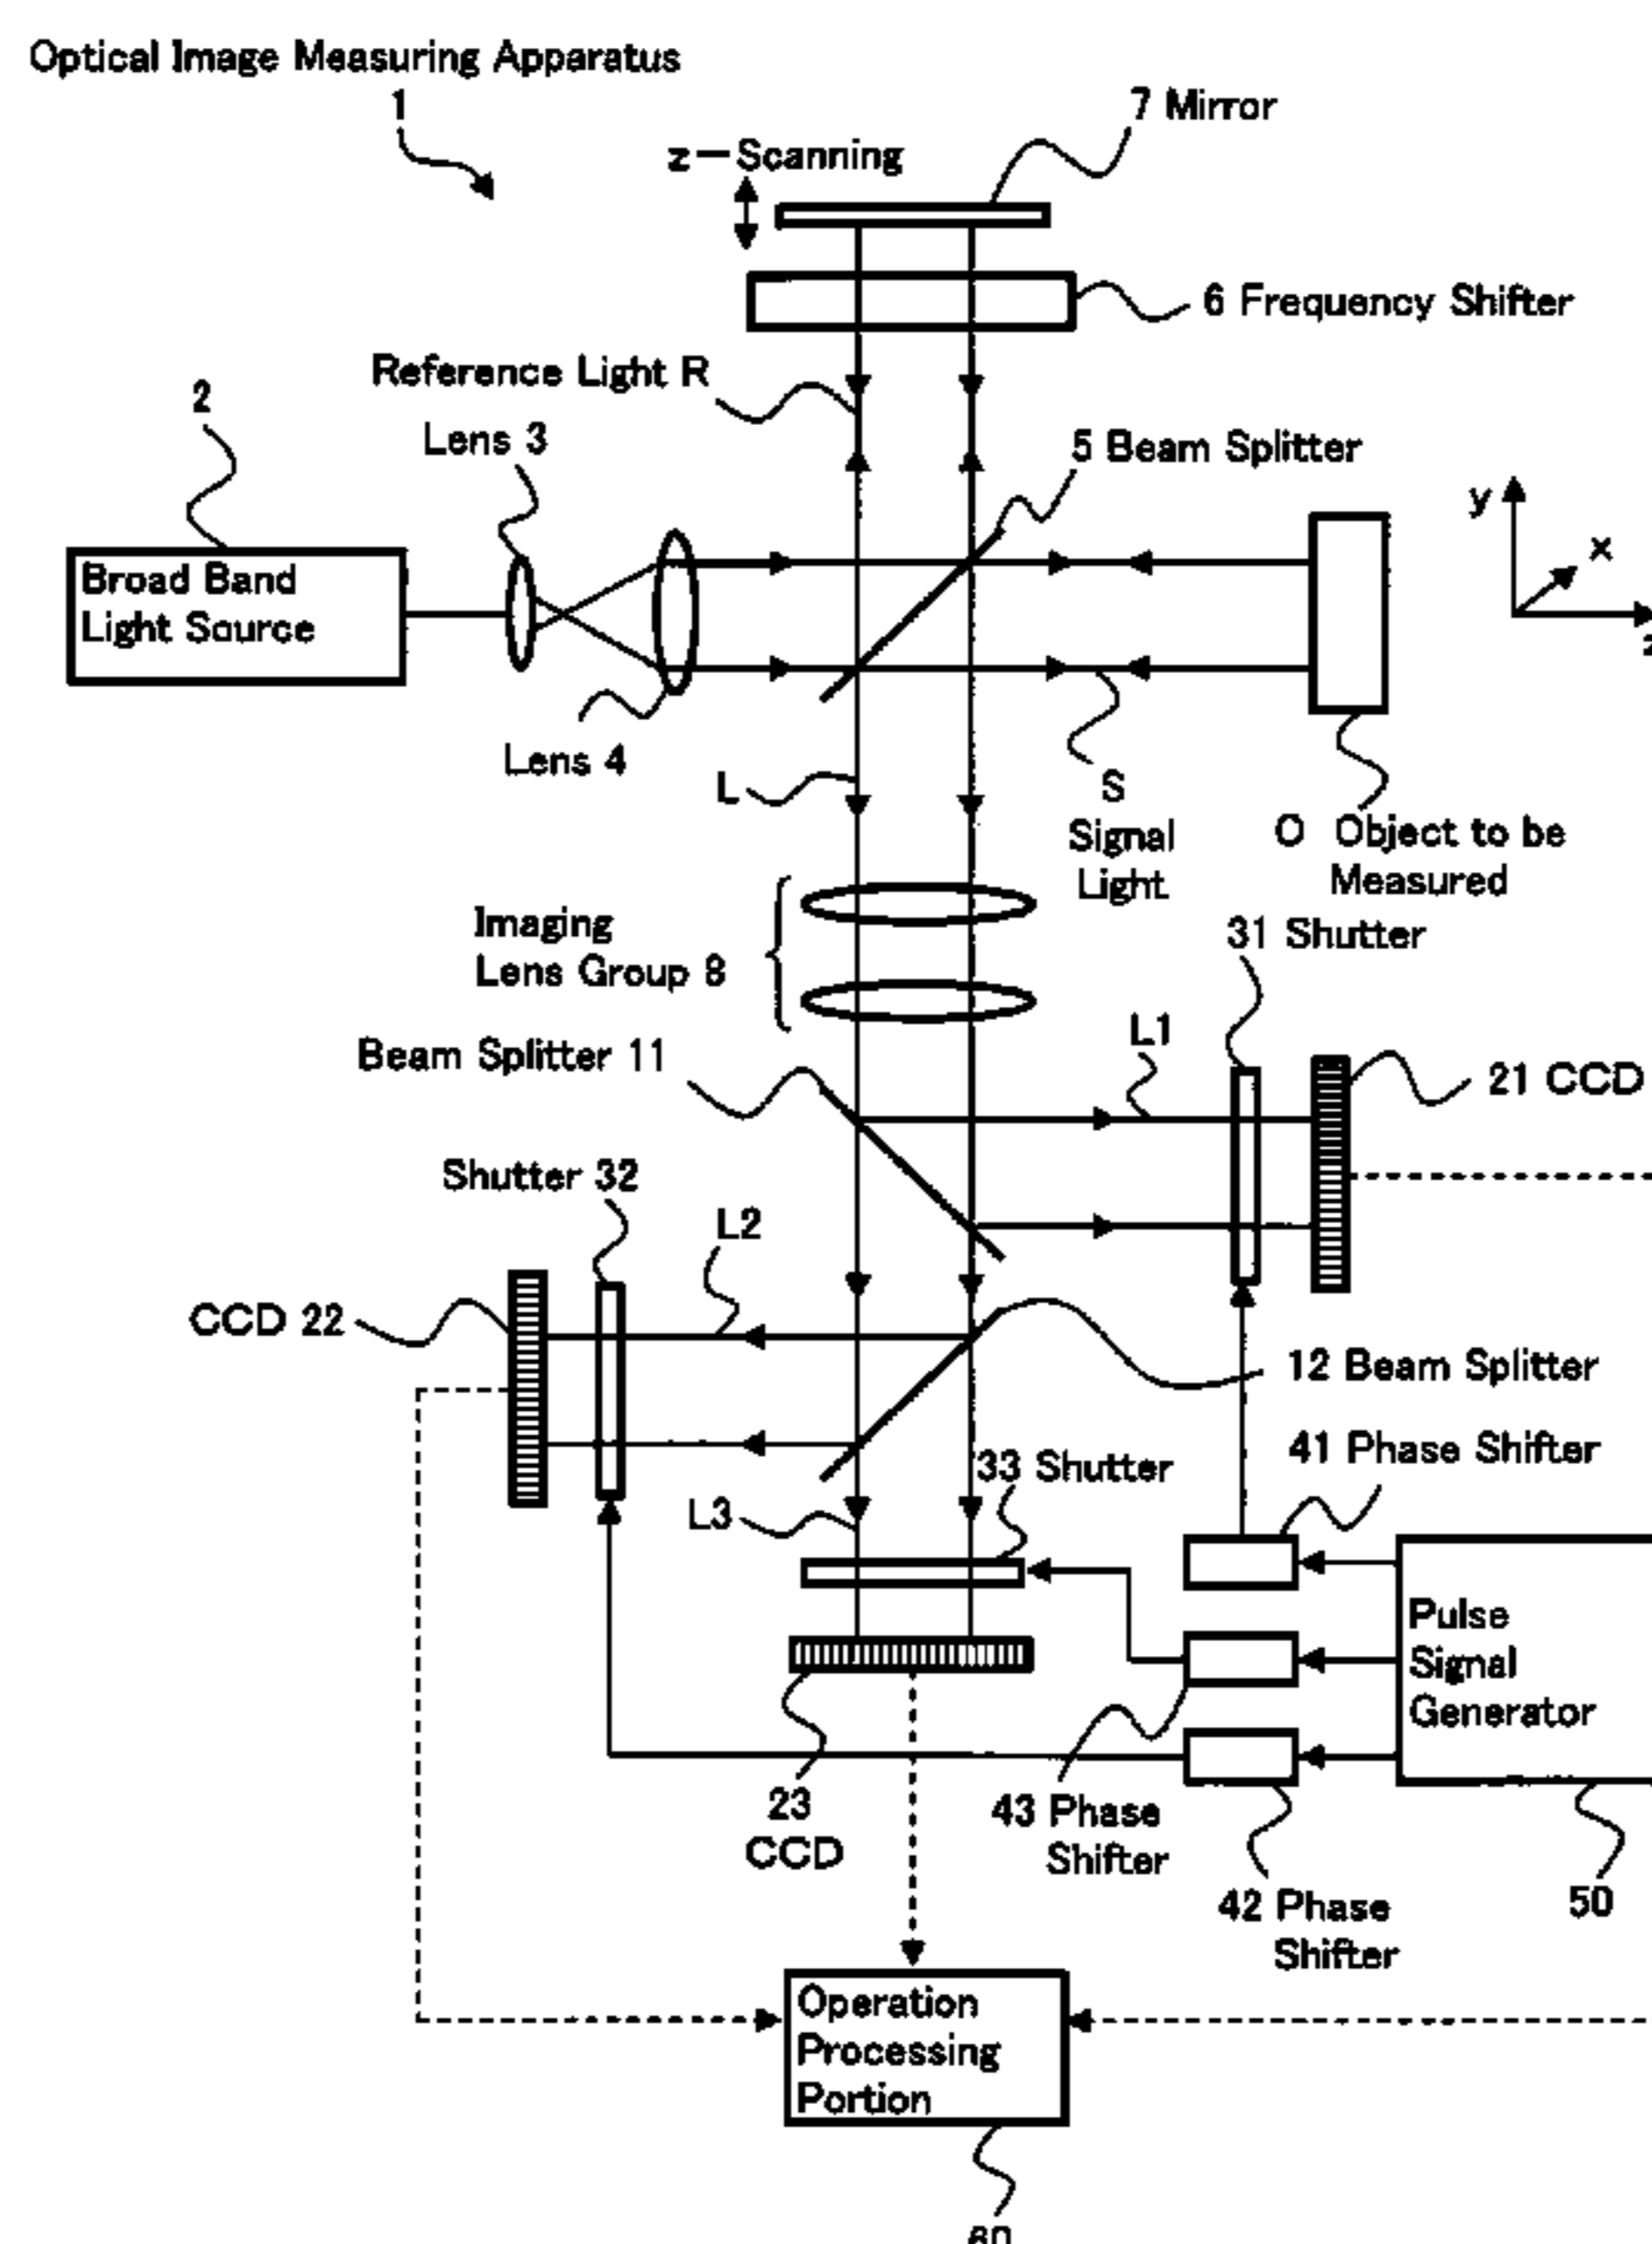 Optical Image Measuring Apparatus
1
7 Mirror
z—Scanning
6 Frequency Shifter
Reference Light R
2
Lens 3
5 Beam Splitter
y
x
Broad Band
Light Source
Lens 4
L
S
Signal
Light
O Object to be
Measured
Imaging
Lens Group 8
31 Shutter
L1
Beam Splitter 11
21 CCD
Shutter 32
L2
CCD 22
12 Beam Splitter
41 Phase Shifter
33 Shutter
L3
Pulse
Signal
Generator
23
CCD
43 Phase
Shifter
42 Phase
Shifter
50
Operation
Processing
Portion
60